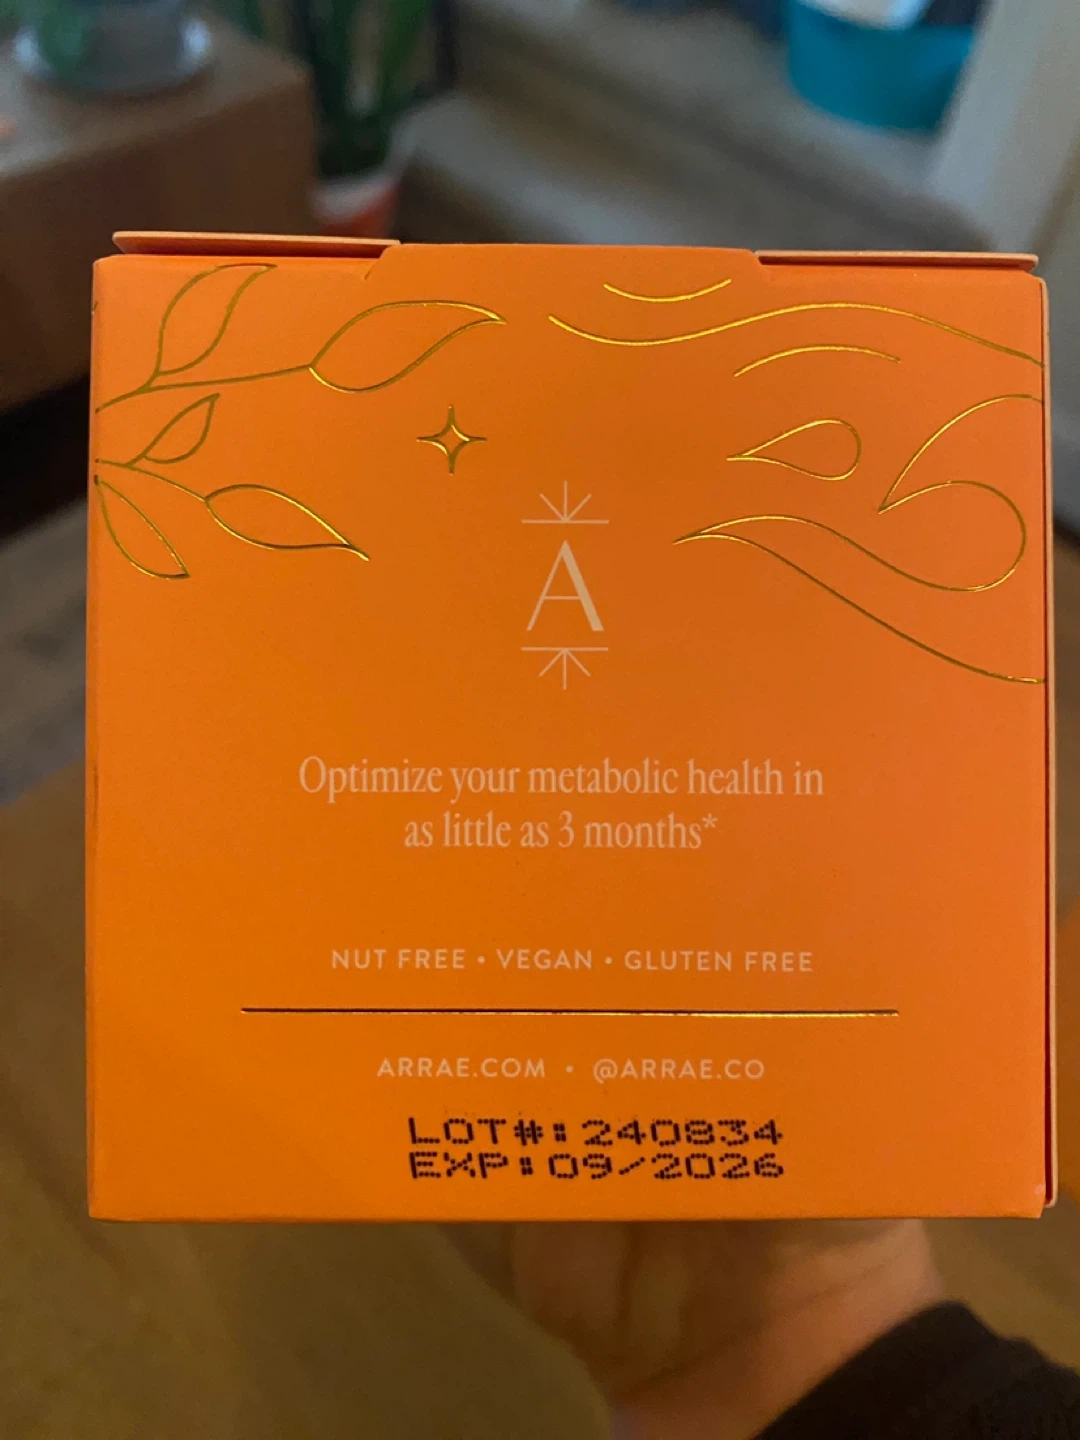 A
Optimize your metabolic health in
as little as 3 months*
NUT FREE • VEGAN • GLUTEN FREE
ARRAE.COM • @ARRAE.CO
LOT#:240834
EXP:09/2026